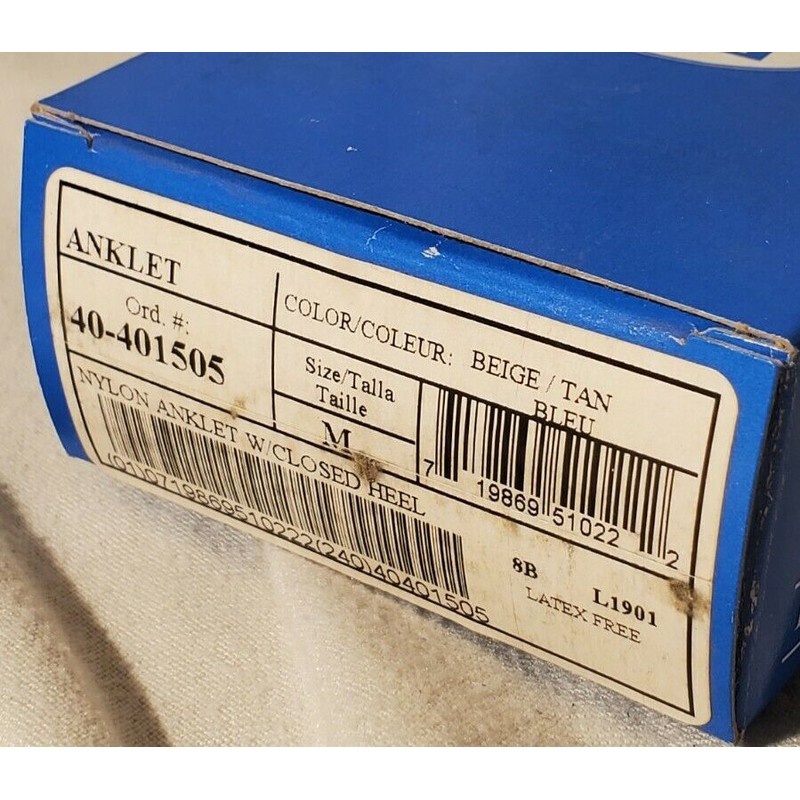 ANKLET
Ord. #:
40-401505
COLOR/COLEUR: BEIGE / TAN
BLEU
Size/Talla
Taille
M
7 19869 51022 2
NYLON ANKLET W/CLOSED HEEL
(01)0719869510222(240)40401505
8B L1901
LATEX FREE